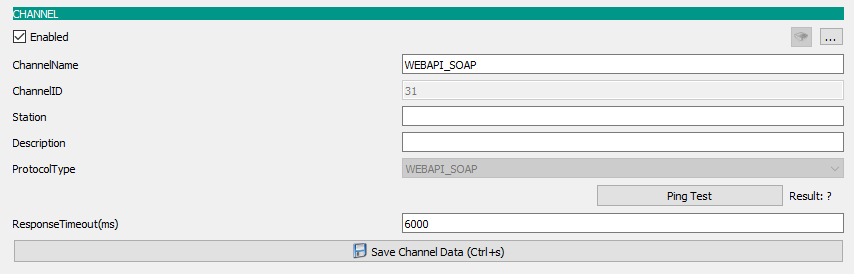 CHANNEL
Enabled ...
ChannelName WEBAPI_SOAP
ChannelID 31
Station
Description
ProtocolType WEBAPI_SOAP
Ping Test Result: ?
ResponseTimeout(ms) 6000
Save Channel Data (Ctrl+s)